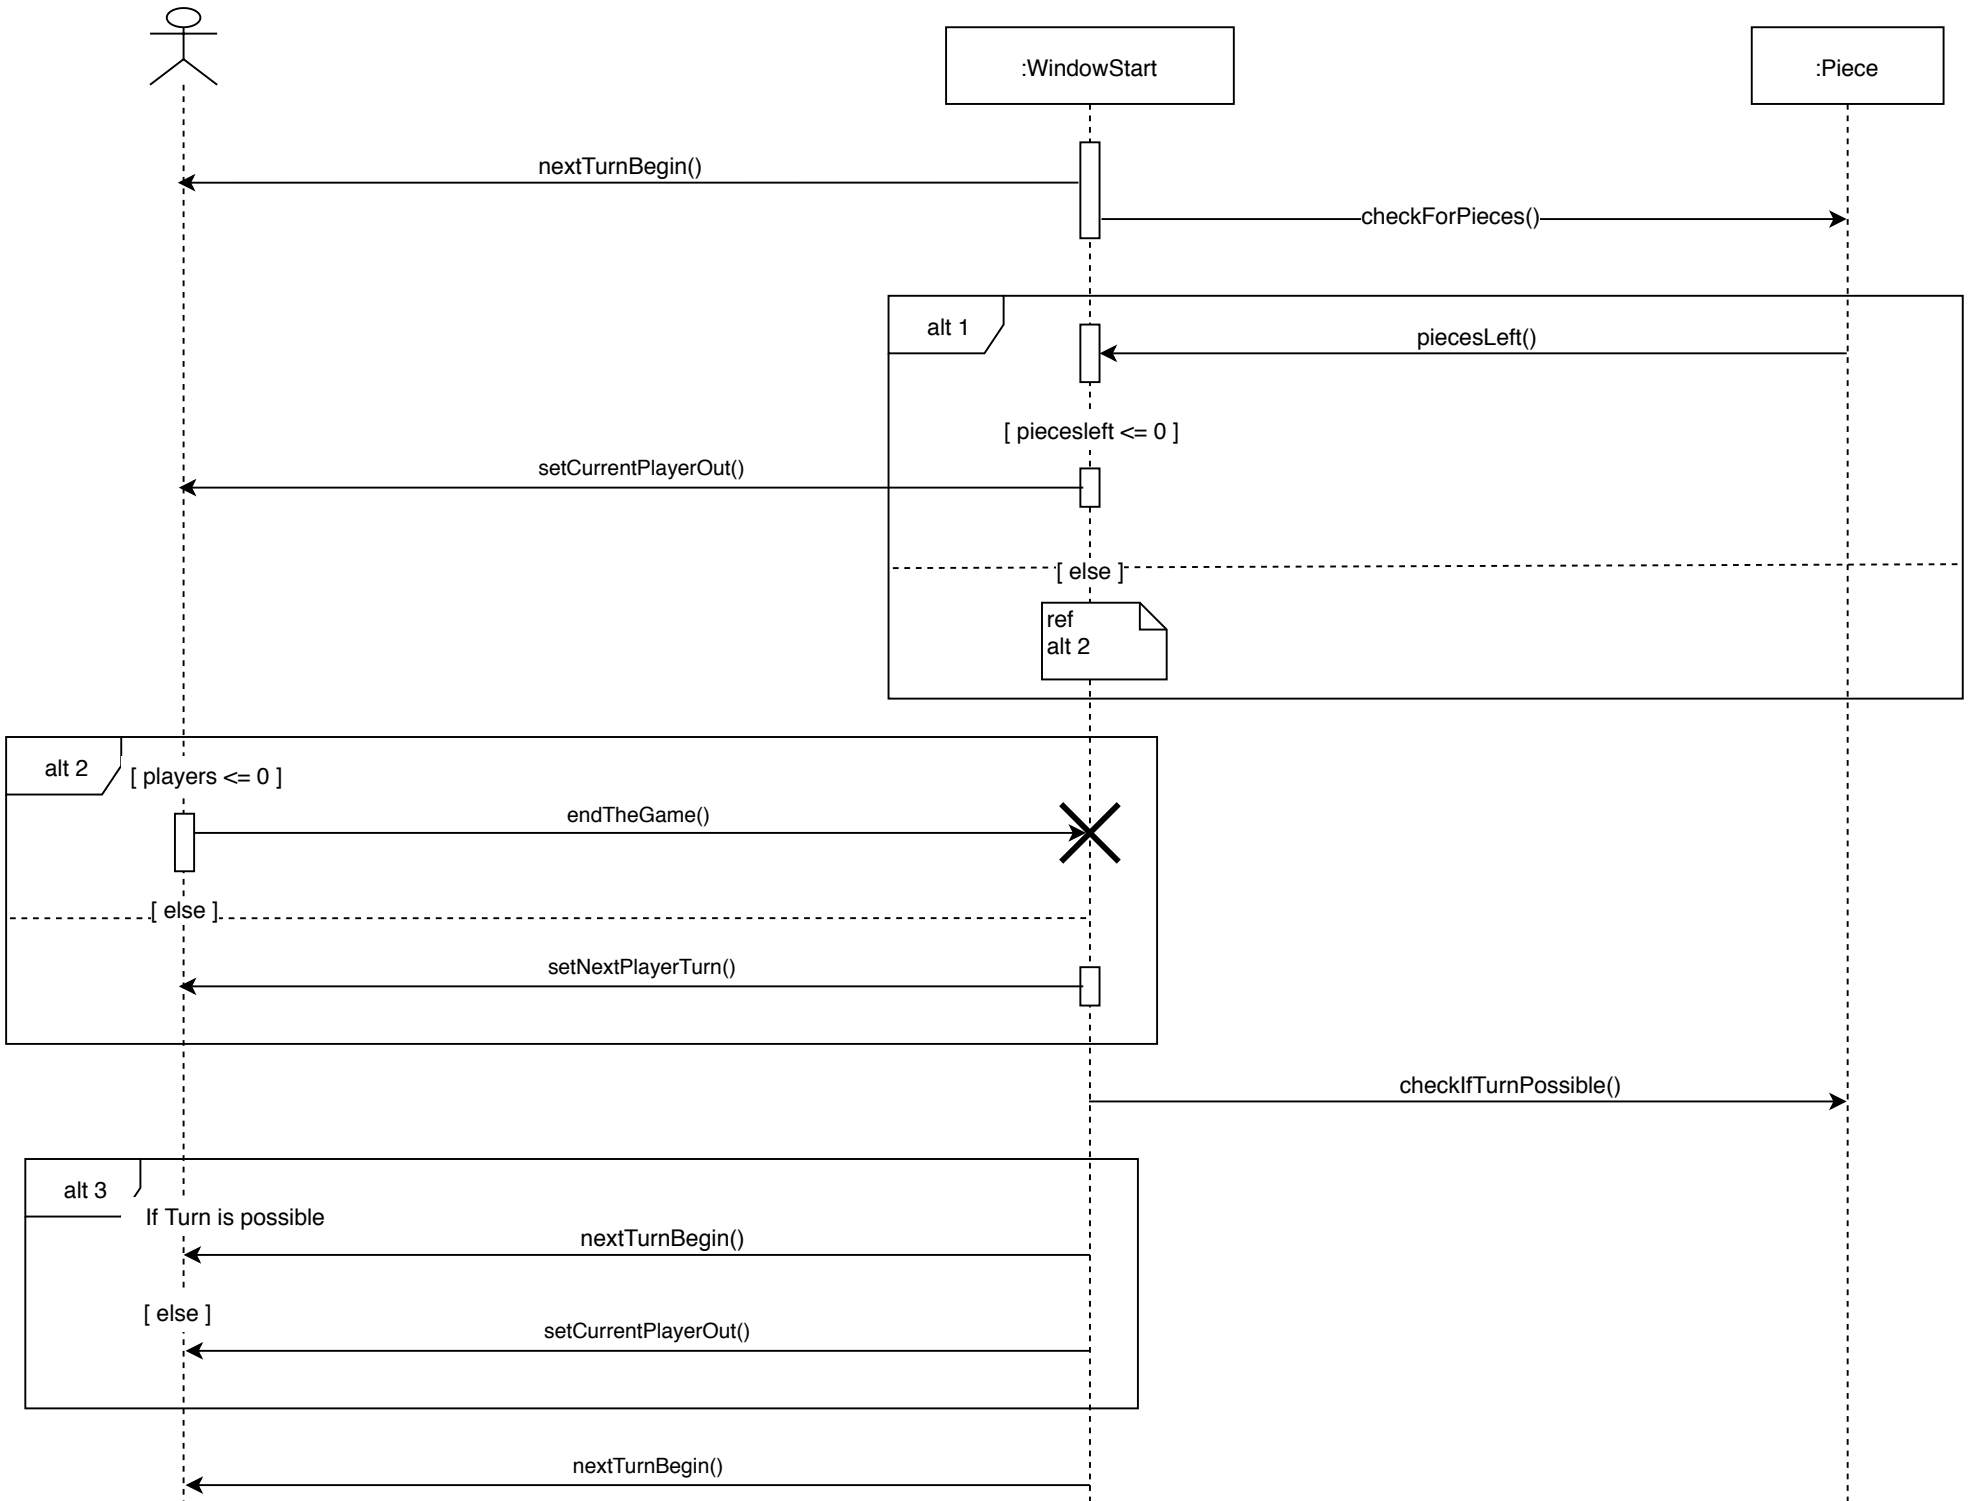 :WindowStart
:Piece
nextTurnBegin()
checkForPieces()
alt 1
piecesLeft()
[ piecesleft <= 0 ]
setCurrentPlayerOut()
[ else ]
ref
alt 2
alt 2
[ players <= 0 ]
endTheGame()
[ else ]
setNextPlayerTurn()
checkIfTurnPossible()
alt 3
If Turn is possible
nextTurnBegin()
[ else ]
setCurrentPlayerOut()
nextTurnBegin()